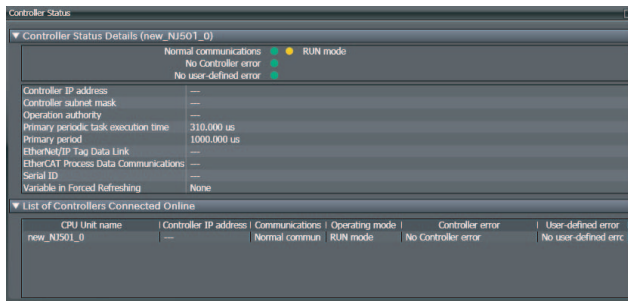 Controller Status
▼ Controller Status Details (new_NJ501_0)
Normal communications RUN mode
No Controller error
No user-defined error
Controller IP address ---
Controller subnet mask ---
Operation authority ---
Primary periodic task execution time 310.000 us
Primary period 1000.000 us
EtherNet/IP Tag Data Link ---
EtherCAT Process Data Communications ---
Serial ID ---
Variable in Forced Refreshing None
▼ List of Controllers Connected Online
CPU Unit name | Controller IP address | Communications | Operating mode | Controller error | User-defined error
new_NJ501_0 --- Normal commun RUN mode No Controller error No user-defined errc